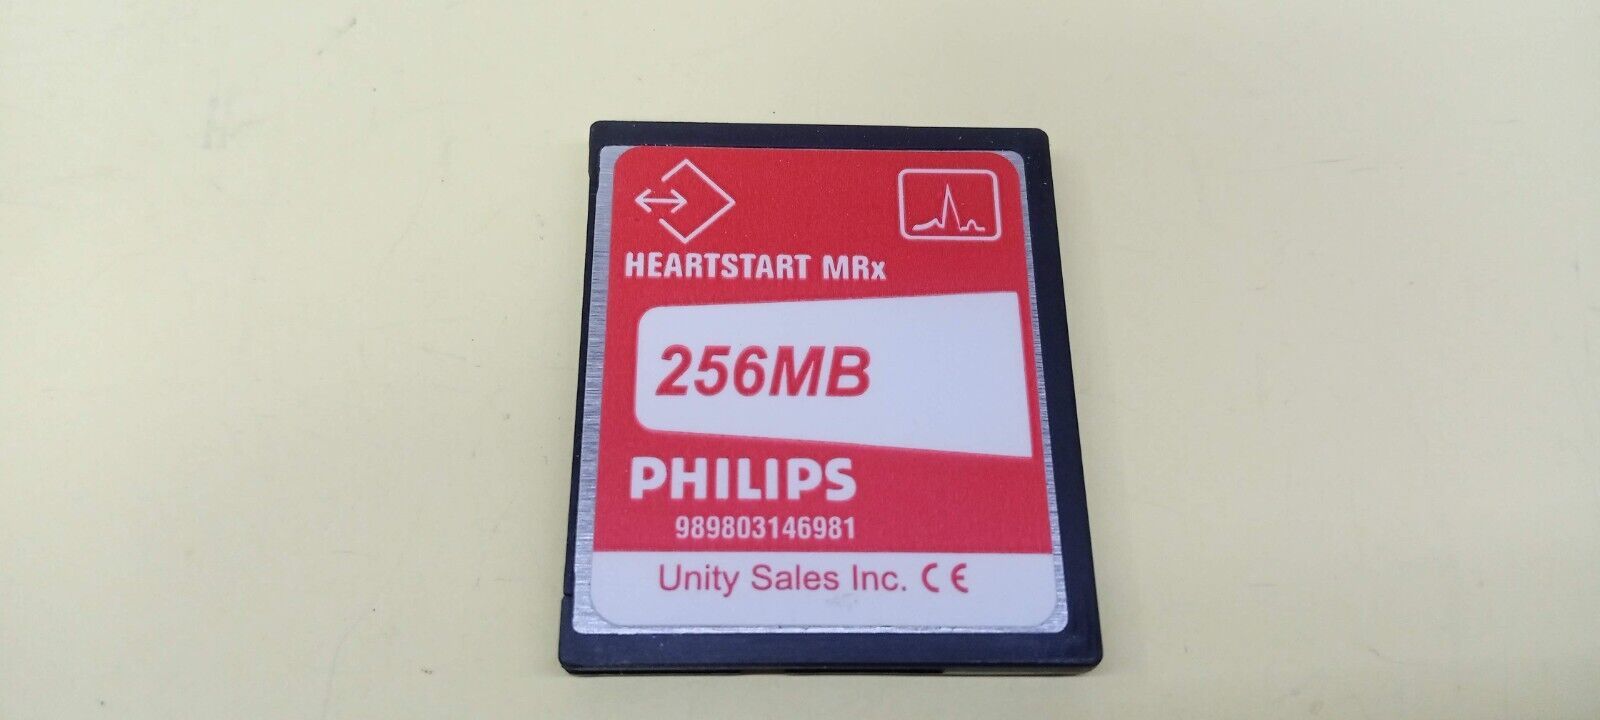 HEARTSTART MRx
256MB
PHILIPS
989803146981
Unity Sales Inc. CE